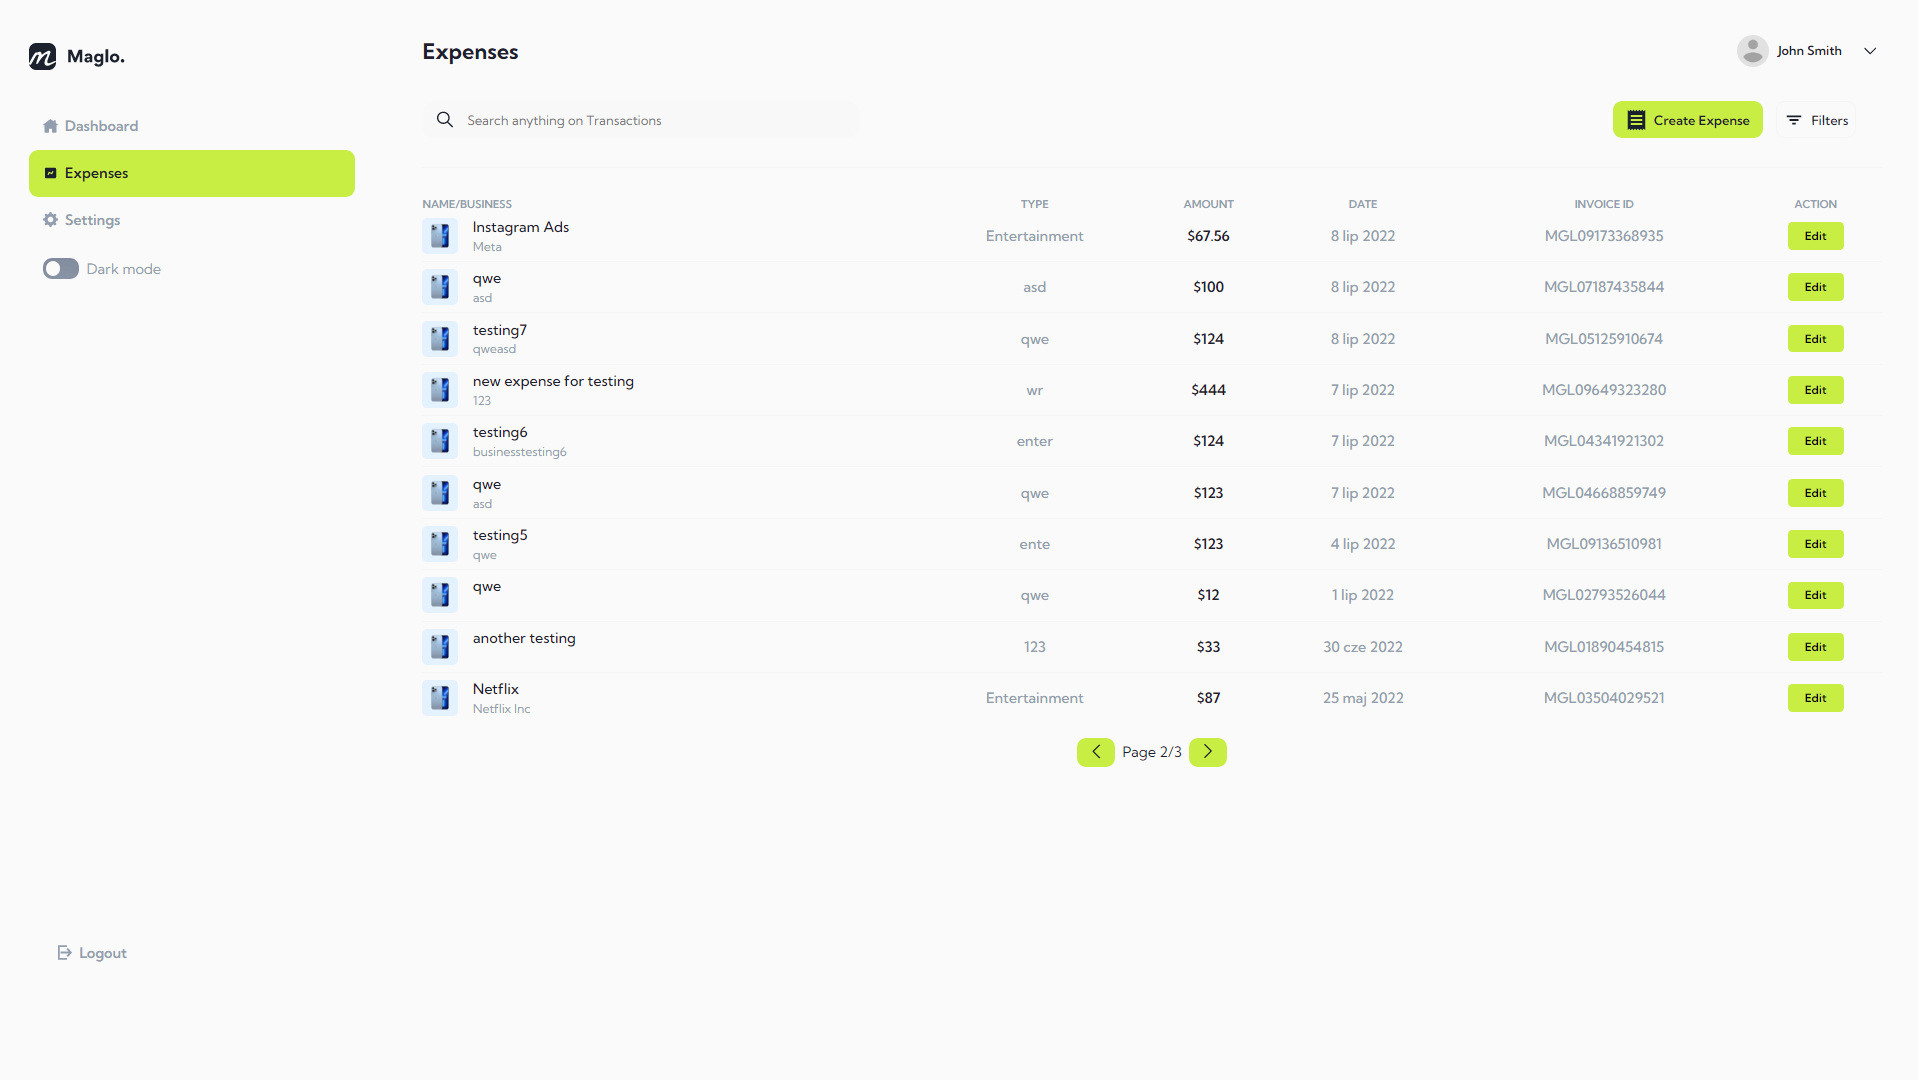 Maglo.
Dashboard
Expenses
Settings
Dark mode
Logout
Expenses
John Smith
Search anything on Transactions
Create Expense
Filters
NAME/BUSINESS TYPE AMOUNT DATE INVOICE ID ACTION
Instagram Ads
Meta
Entertainment $67.56 8 lip 2022 MGL09173368935 Edit
qwe
asd
asd $100 8 lip 2022 MGL07187435844 Edit
testing7
qweasd
qwe $124 8 lip 2022 MGL05125910674 Edit
new expense for testing
123
wr $444 7 lip 2022 MGL09649323280 Edit
testing6
businesstesting6
enter $124 7 lip 2022 MGL04341921302 Edit
qwe
asd
qwe $123 7 lip 2022 MGL04668859749 Edit
testing5
qwe
ente $123 4 lip 2022 MGL09136510981 Edit
qwe
qwe $12 1 lip 2022 MGL02793526044 Edit
another testing
123 $33 30 cze 2022 MGL01890454815 Edit
Netflix
Netflix Inc
Entertainment $87 25 maj 2022 MGL03504029521 Edit
Page 2/3